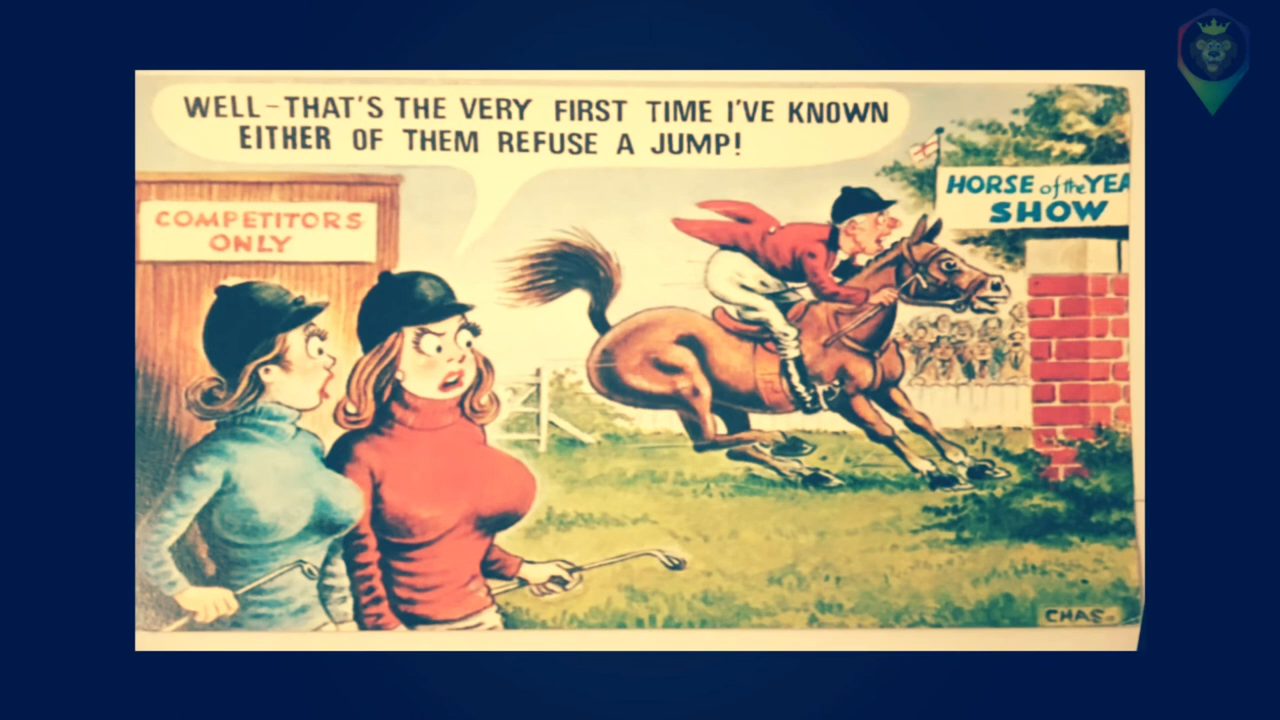 WELL-THAT'S THE VERY FIRST TIME I'VE KNOWN
EITHER OF THEM REFUSE A JUMP!
COMPETITORS
ONLY
HORSE of the YEA
SHOW
CHAS